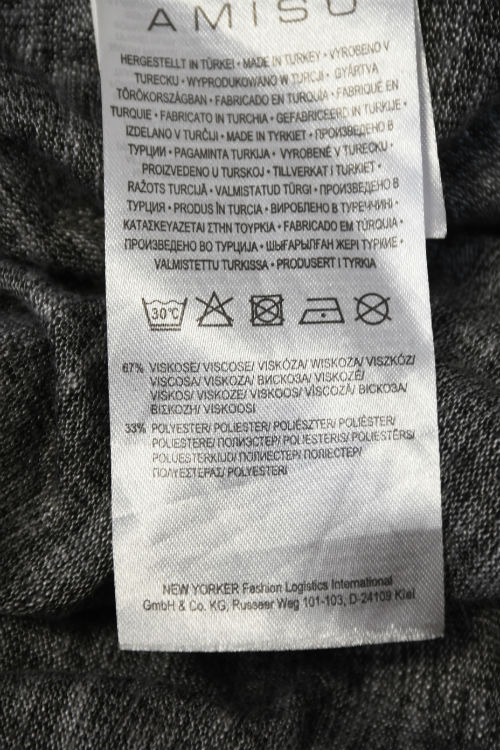 AMISU
HERGESTELLT IN TÜRKEI • MADE IN TURKEY • VYROBENO V
TURECKU • WYPRODUKOWANO W TURCJI • GYÁRTVA
TÖRÖKORSZÁGBAN • FABRICADO EN TURQUÍA • FABRIQUÉ EN
TURQUIE • FABRICATO IN TURCHIA • GEFABRICEERD IN TURKIJE •
IZDELANO V TURČIJI • MADE IN TYRKIET • ПРОИЗВЕДЕНО В
ТУРЦИИ • PAGAMINTA TURKIJA • VYROBENÉ V TURECKU •
PROIZVEDENO U TURSKOJ • TILLVERKAT I TURKIET •
RAŽOTS TURCIJĀ • VALMISTATUD TÜRGI • ПРОИЗВЕДЕНО В
ТУРЦИЯ • PRODUS ÎN TURCIA • ВИРОБЛЕНО В ТУРЕЧЧИНІ •
ΚΑΤΑΣΚΕΥΑΖΕΤΑΙ ΣΤΗΝ ΤΟΥΡΚΙΑ • FABRICADO EM TURQUIA •
ПРОИЗВЕДЕНО ВО ТУРЦИЈА • ШЫҒАРЫЛҒАН ЖЕРІ ТҮРКИЕ •
VALMISTETTU TURKISSA • PRODUSERT I TYRKIA
30°C
67% VISKOSE/ VISCOSE/ VISKÓZA/ WISKOZA/ VISZKÓZ/
VISCOSA/ VISKOZA/ ВИСКОЗА/ VISKOZĖ/
VISKOS/ VISKOZE/ VISKOOS/ VÎSCOZĂ/ ВІСКОЗА/
ΒΙΣΚΟΖΗ/ VISKOOSI
33% POLYESTER/ POLIESTER/ POLIÉSZTER/ POLIÉSTER/
POLIESTERE/ ПОЛИЭСТЕР/ POLIESTERIS/ POLIESTĒRS/
POLÜESTERKIUD/ ПОЛИЕСТЕР/ ПОЛІЕСТЕР/
ΠΟΛΥΕΣΤΕΡΑΣ/ POLYESTERI
NEW YORKER Fashion Logistics International
GmbH & Co. KG, Russeer Weg 101-103, D-24109 Kiel